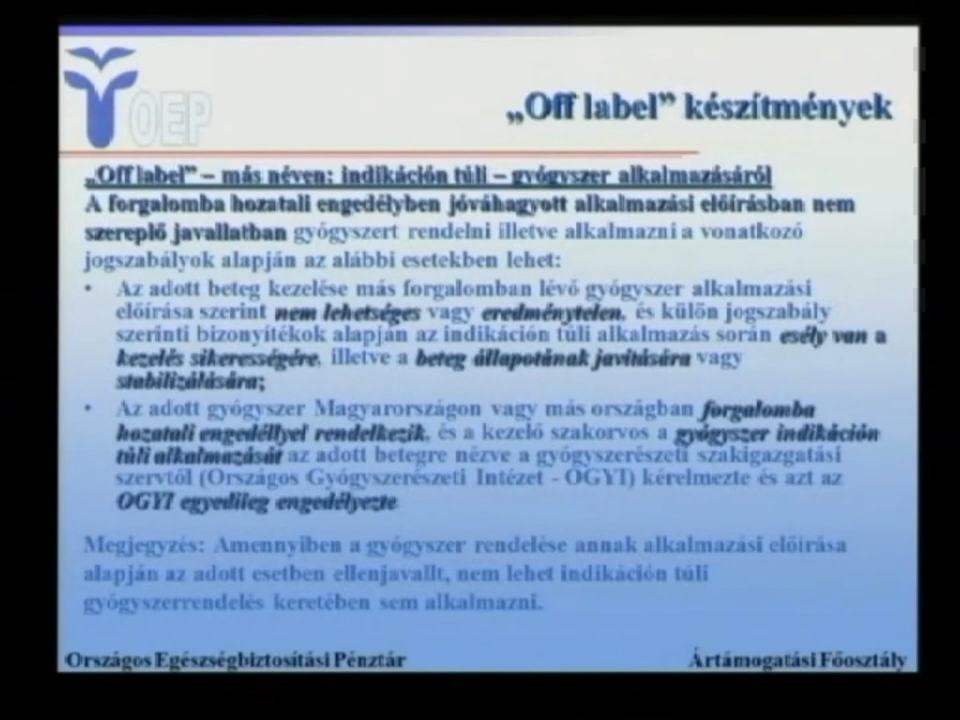 OEP
„Off label” készítmények
„Off label” – más néven: indikáción túli – gyógyszer alkalmazásáról
A forgalomba hozatali engedélyben jóváhagyott alkalmazási előírásban nem
szereplő javallatban gyógyszert rendelni illetve alkalmazni a vonatkozó
jogszabályok alapján az alábbi esetekben lehet:
• Az adott beteg kezelése más forgalomban lévő gyógyszer alkalmazási
előírása szerint nem lehetséges vagy eredménytelen, és külön jogszabály
szerinti bizonyítékok alapján az indikáción túli alkalmazás során esély van a
kezelés sikerességére, illetve a beteg állapotának javítására vagy
stabilizálására;
• Az adott gyógyszer Magyarországon vagy más országban forgalomba
hozatali engedéllyel rendelkezik, és a kezelő szakorvos a gyógyszer indikáción
túli alkalmazását az adott betegre nézve a gyógyszerészeti szakigazgatási
szervtől (Országos Gyógyszerészeti Intézet - OGYI) kérelmezte és azt az
OGYI egyedileg engedélyezte
Megjegyzés: Amennyiben a gyógyszer rendelése annak alkalmazási előírása
alapján az adott esetben ellenjavallt, nem lehet indikáción túli
gyógyszerrendelés keretében sem alkalmazni.
Országos Egészségbiztosítási Pénztár
Ártámogatási Főosztály